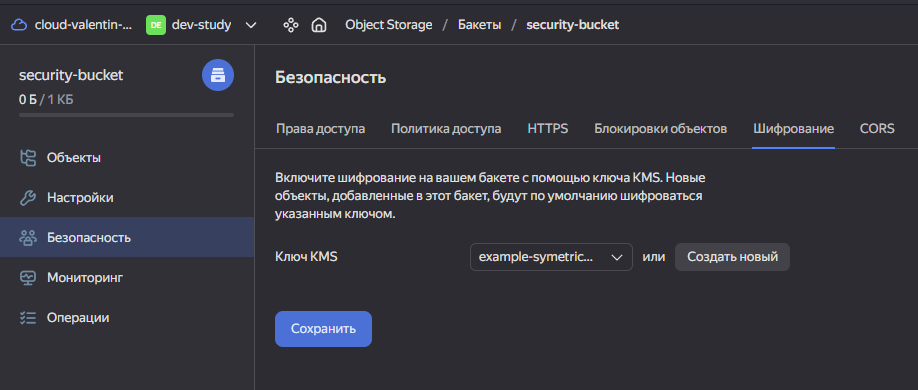 cloud-valentin-... DE dev-study Object Storage / Бакеты / security-bucket
security-bucket
0 Б / 1 КБ
Объекты
Настройки
Безопасность
Мониторинг
Операции
Безопасность
Права доступа Политика доступа HTTPS Блокировки объектов Шифрование CORS
Включите шифрование на вашем бакете с помощью ключа KMS. Новые
объекты, добавленные в этот бакет, будут по умолчанию шифроваться
указанным ключом.
Ключ KMS example-symetric... или Создать новый
Сохранить